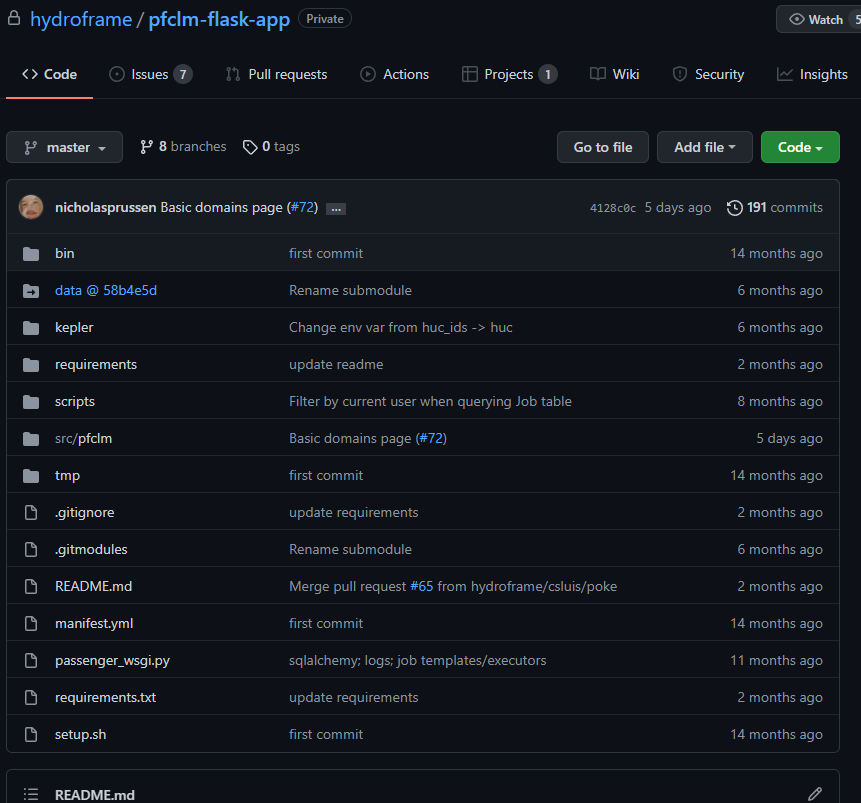 hydroframe / pfclm-flask-app Private Watch 5
Code Issues 7 Pull requests Actions Projects 1 Wiki Security Insights
master 8 branches 0 tags Go to file Add file Code
nicholasprussen Basic domains page (#72) ... 4128c0c 5 days ago 191 commits
bin first commit 14 months ago
data @ 58b4e5d Rename submodule 6 months ago
kepler Change env var from huc_ids -> huc 6 months ago
requirements update readme 2 months ago
scripts Filter by current user when querying Job table 8 months ago
src/pfclm Basic domains page (#72) 5 days ago
tmp first commit 14 months ago
.gitignore update requirements 2 months ago
.gitmodules Rename submodule 6 months ago
README.md Merge pull request #65 from hydroframe/csluis/poke 2 months ago
manifest.yml first commit 14 months ago
passenger_wsgi.py sqlalchemy; logs; job templates/executors 11 months ago
requirements.txt update requirements 2 months ago
setup.sh first commit 14 months ago
README.md